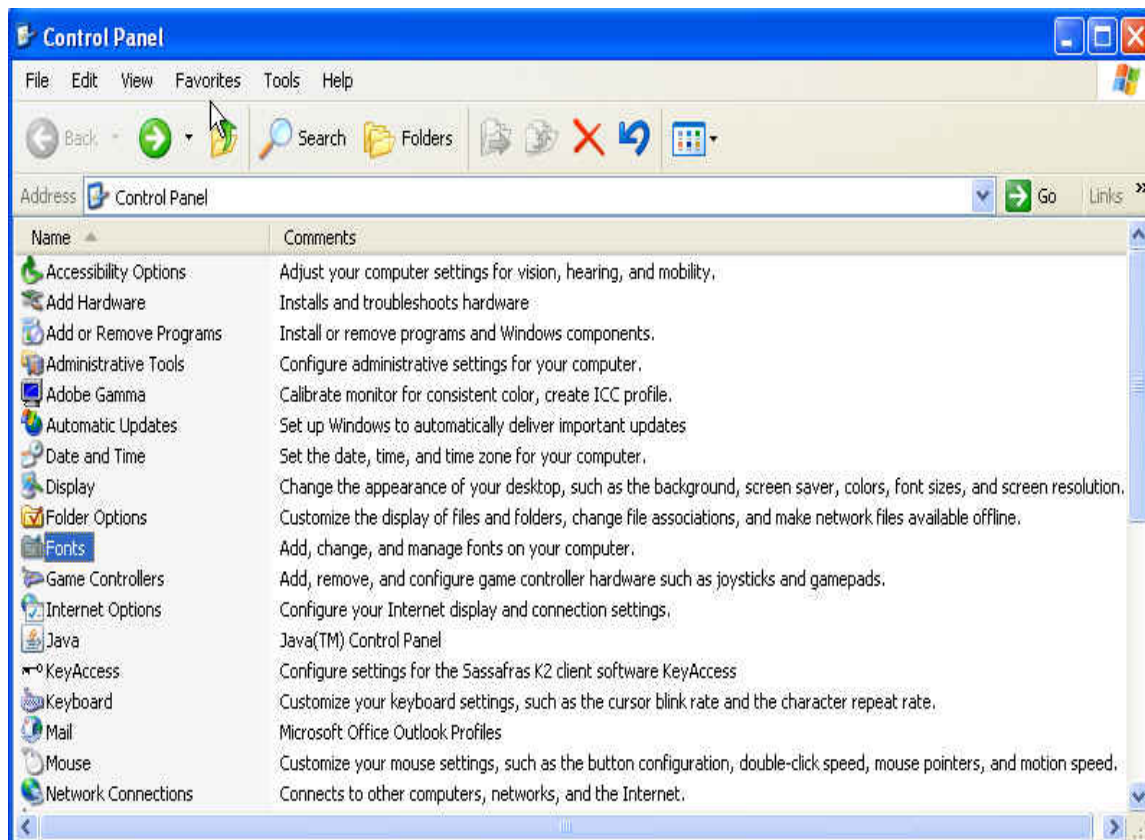 Control Panel
File Edit View Favorites Tools Help
Back Search Folders
Address Control Panel Go Links »
Name Comments
Accessibility Options Adjust your computer settings for vision, hearing, and mobility.
Add Hardware Installs and troubleshoots hardware
Add or Remove Programs Install or remove programs and Windows components.
Administrative Tools Configure administrative settings for your computer.
Adobe Gamma Calibrate monitor for consistent color, create ICC profile.
Automatic Updates Set up Windows to automatically deliver important updates
Date and Time Set the date, time, and time zone for your computer.
Display Change the appearance of your desktop, such as the background, screen saver, colors, font sizes, and screen resolution.
Folder Options Customize the display of files and folders, change file associations, and make network files available offline.
Fonts Add, change, and manage fonts on your computer.
Game Controllers Add, remove, and configure game controller hardware such as joysticks and gamepads.
Internet Options Configure your Internet display and connection settings.
Java Java(TM) Control Panel
KeyAccess Configure settings for the Sassafras K2 client software KeyAccess
Keyboard Customize your keyboard settings, such as the cursor blink rate and the character repeat rate.
Mail Microsoft Office Outlook Profiles
Mouse Customize your mouse settings, such as the button configuration, double-click speed, mouse pointers, and motion speed.
Network Connections Connects to other computers, networks, and the Internet.